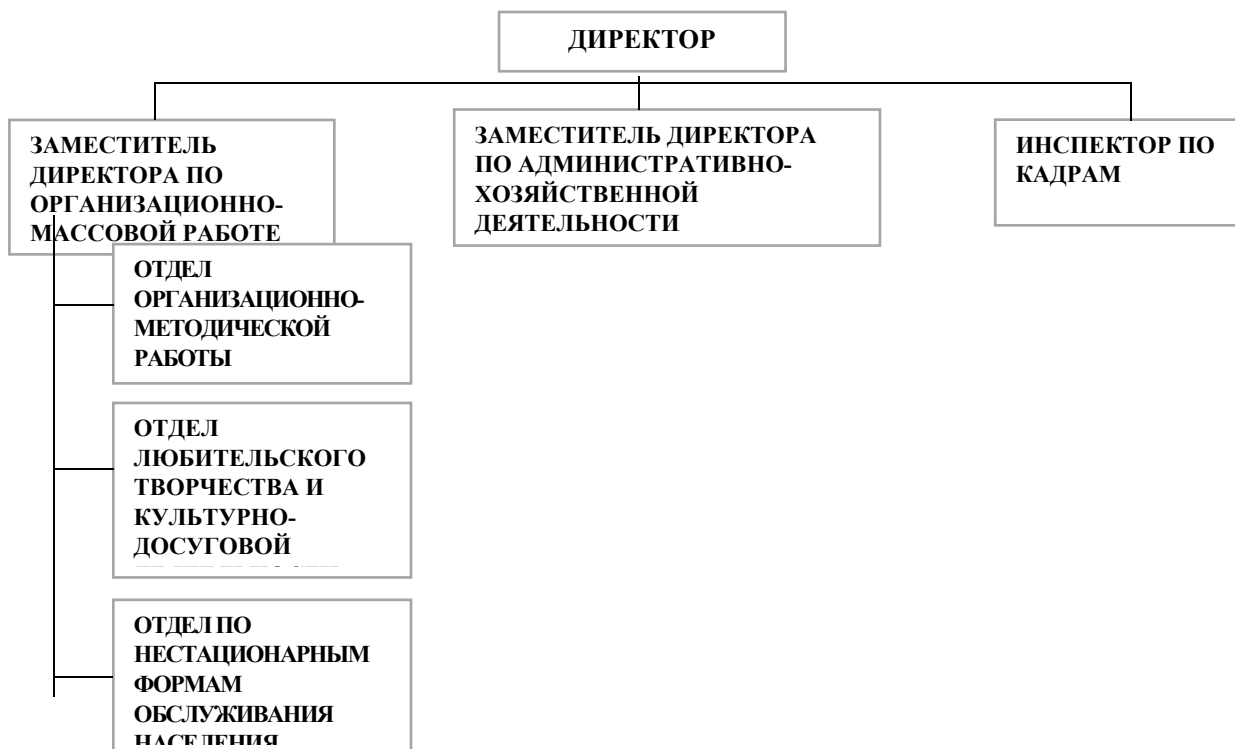 ДИРЕКТОР
ЗАМЕСТИТЕЛЬ
ДИРЕКТОРА ПО
ОРГАНИЗАЦИОННО-
МАССОВОЙ РАБОТЕ
ЗАМЕСТИТЕЛЬ ДИРЕКТОРА
ПО АДМИНИСТРАТИВНО-
ХОЗЯЙСТВЕННОЙ
ДЕЯТЕЛЬНОСТИ
ИНСПЕКТОР ПО
КАДРАМ
ОТДЕЛ
ОРГАНИЗАЦИОННО-
МЕТОДИЧЕСКОЙ
РАБОТЫ
ОТДЕЛ
ЛЮБИТЕЛЬСКОГО
ТВОРЧЕСТВА И
КУЛЬТУРНО-
ДОСУГОВОЙ
ОТДЕЛ ПО
НЕСТАЦИОНАРНЫМ
ФОРМАМ
ОБСЛУЖИВАНИЯ
НАСЕЛЕНИЯ